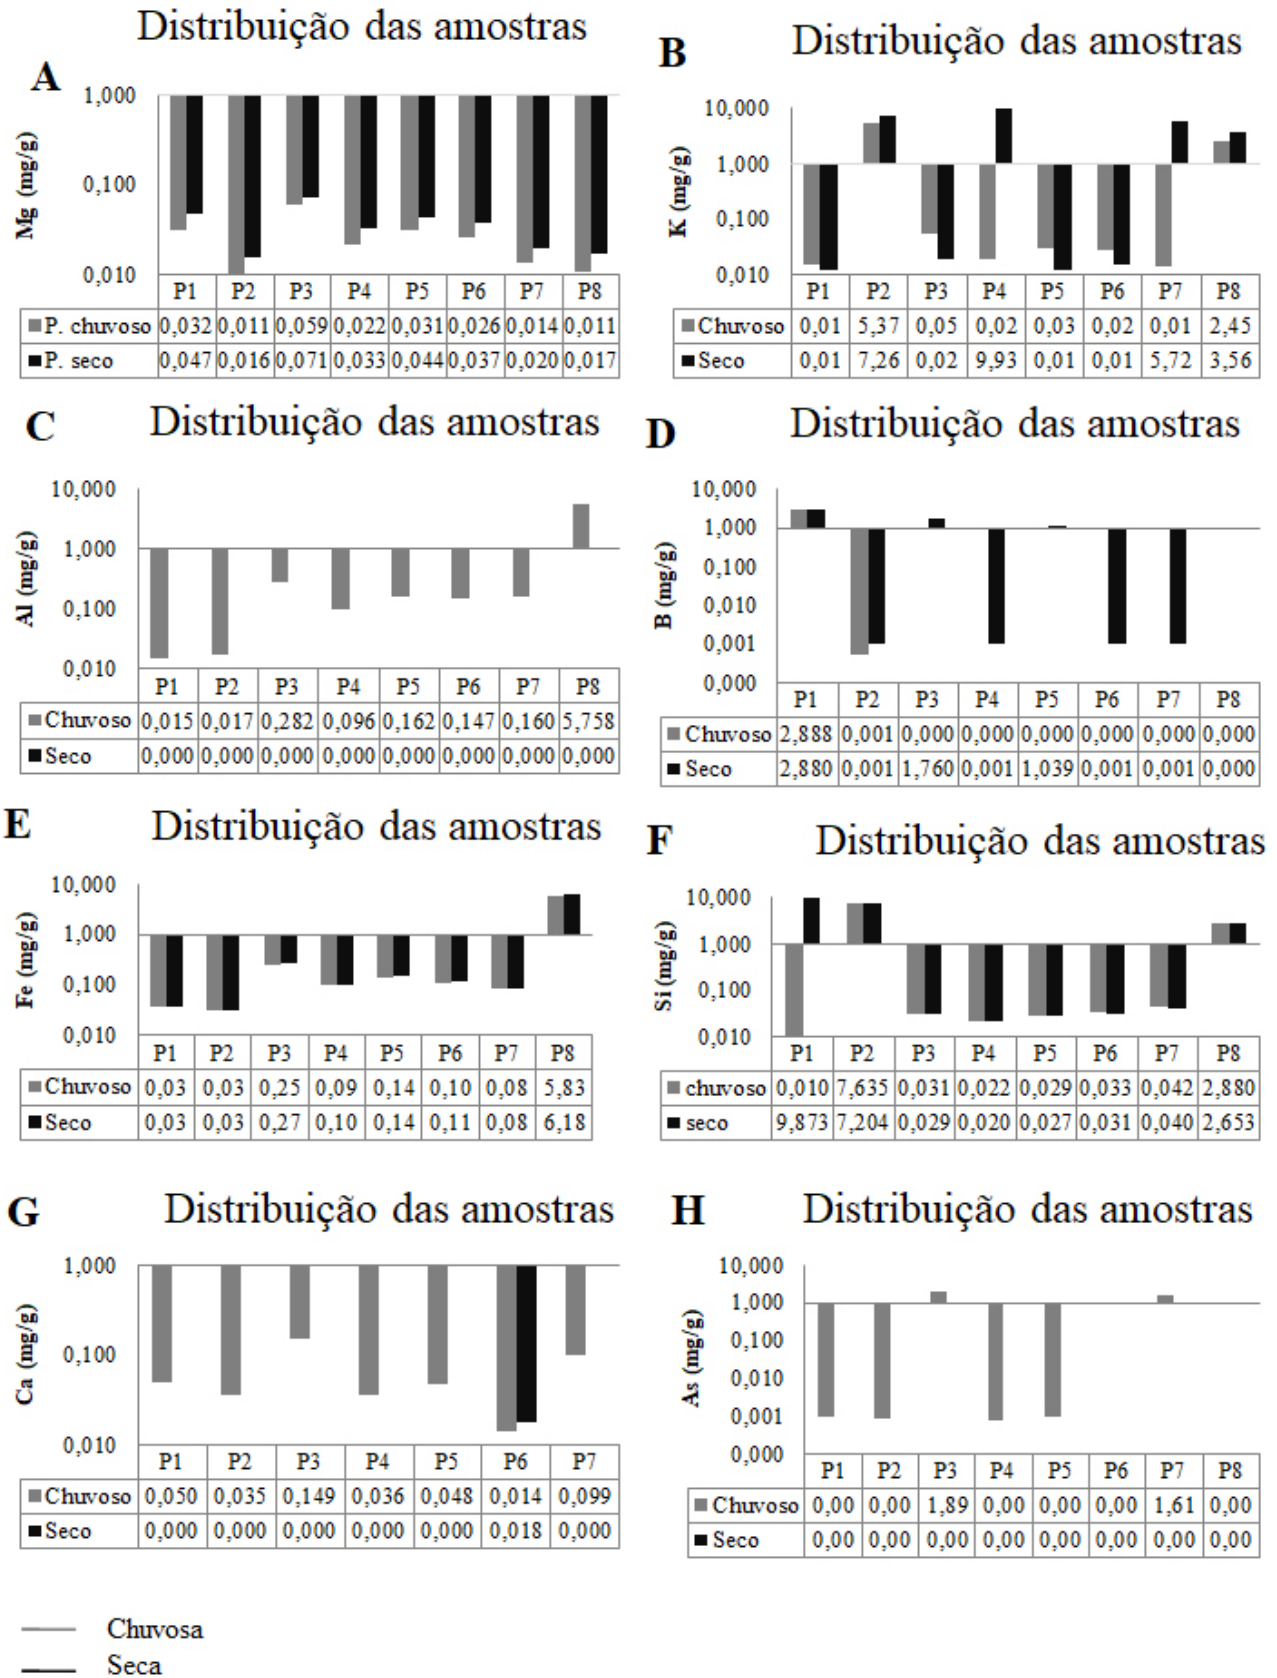 Distribuição das amostras
A
1,000
0,100
0,010
Mg (mg/g)
P1 P2 P3 P4 P5 P6 P7 P8
P. chuvoso 0,032 0,011 0,059 0,022 0,031 0,026 0,014 0,011
P. seco 0,047 0,016 0,071 0,033 0,044 0,037 0,020 0,017
Distribuição das amostras
B
10,000
1,000
0,100
0,010
K (mg/g)
P1 P2 P3 P4 P5 P6 P7 P8
Chuvoso 0,01 5,37 0,05 0,02 0,03 0,02 0,01 2,45
Seco 0,01 7,26 0,02 9,93 0,01 0,01 5,72 3,56
Distribuição das amostras
C
10,000
1,000
0,100
0,010
Al (mg/g)
P1 P2 P3 P4 P5 P6 P7 P8
Chuvoso 0,015 0,017 0,282 0,096 0,162 0,147 0,160 5,758
Seco 0,000 0,000 0,000 0,000 0,000 0,000 0,000 0,000
Distribuição das amostras
D
10,000
1,000
0,100
0,010
0,001
0,000
B (mg/g)
P1 P2 P3 P4 P5 P6 P7 P8
Chuvoso 2,888 0,001 0,000 0,000 0,000 0,000 0,000 0,000
Seco 2,880 0,001 1,760 0,001 1,039 0,001 0,001 0,000
Distribuição das amostras
E
10,000
1,000
0,100
0,010
Fe (mg/g)
P1 P2 P3 P4 P5 P6 P7 P8
Chuvoso 0,03 0,03 0,25 0,09 0,14 0,10 0,08 5,83
Seco 0,03 0,03 0,27 0,10 0,14 0,11 0,08 6,18
Distribuição das amostras
F
10,000
1,000
0,100
0,010
Si (mg/g)
P1 P2 P3 P4 P5 P6 P7 P8
chuvoso 0,010 7,635 0,031 0,022 0,029 0,033 0,042 2,880
seco 9,873 7,204 0,029 0,020 0,027 0,031 0,040 2,653
Distribuição das amostras
G
1,000
0,100
0,010
Ca (mg/g)
P1 P2 P3 P4 P5 P6 P7
Chuvoso 0,050 0,035 0,149 0,036 0,048 0,014 0,099
Seco 0,000 0,000 0,000 0,000 0,000 0,018 0,000
Distribuição das amostras
H
10,000
1,000
0,100
0,010
0,001
0,000
As (mg/g)
P1 P2 P3 P4 P5 P6 P7 P8
Chuvoso 0,00 0,00 1,89 0,00 0,00 0,00 1,61 0,00
Seco 0,00 0,00 0,00 0,00 0,00 0,00 0,00 0,00
Chuvosa
Seca